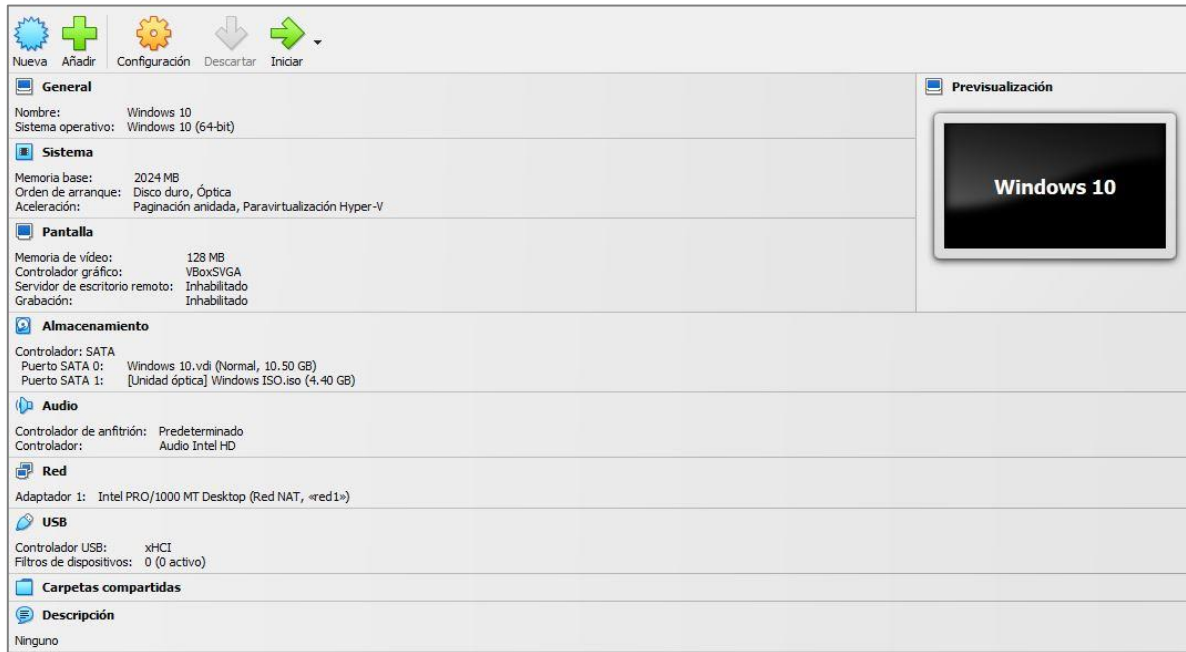 Nueva Añadir Configuración Descartar Iniciar
General
Nombre: Windows 10
Sistema operativo: Windows 10 (64-bit)
Sistema
Memoria base: 2024 MB
Orden de arranque: Disco duro, Óptica
Aceleración: Paginación anidada, Paravirtualización Hyper-V
Pantalla
Memoria de vídeo: 128 MB
Controlador gráfico: VBoxSVGA
Servidor de escritorio remoto: Inhabilitado
Grabación: Inhabilitado
Previsualización
Windows 10
Almacenamiento
Controlador: SATA
Puerto SATA 0: Windows 10.vdi (Normal, 10.50 GB)
Puerto SATA 1: [Unidad óptica] Windows ISO.iso (4.40 GB)
Audio
Controlador de anfitrión: Predeterminado
Controlador: Audio Intel HD
Red
Adaptador 1: Intel PRO/1000 MT Desktop (Red NAT, «red1»)
USB
Controlador USB: xHCI
Filtros de dispositivos: 0 (0 activo)
Carpetas compartidas
Descripción
Ninguno